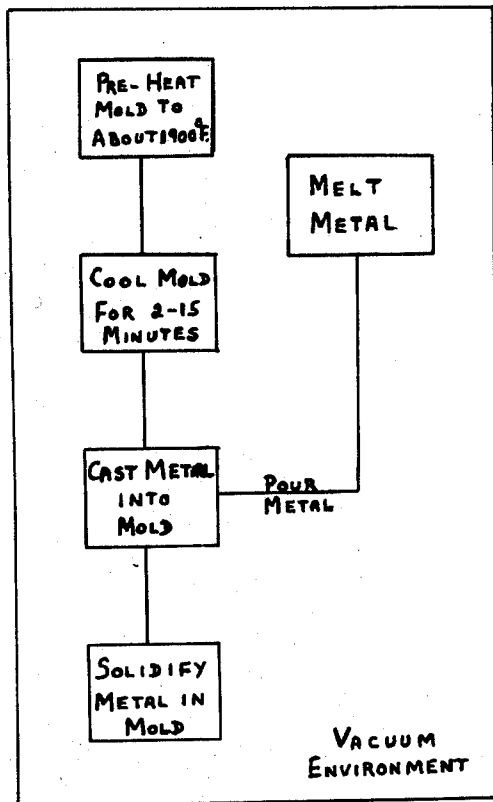 PRE-HEAT
MOLD TO
ABOUT 1900°F.
MELT
METAL
COOL MOLD
FOR 2-15
MINUTES
CAST METAL
INTO
MOLD
POUR
METAL
SOLIDIFY
METAL IN
MOLD
VACUUM
ENVIRONMENT